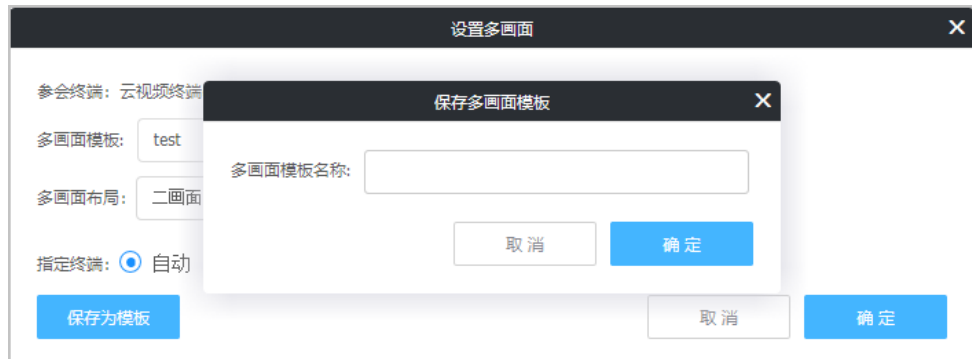 设置多画面
参会终端：云视频终端
保存多画面模板
多画面模板: test
多画面模板名称:
多画面布局： 二画面
取消 确定
指定终端: 自动
保存为模板 取消 确定